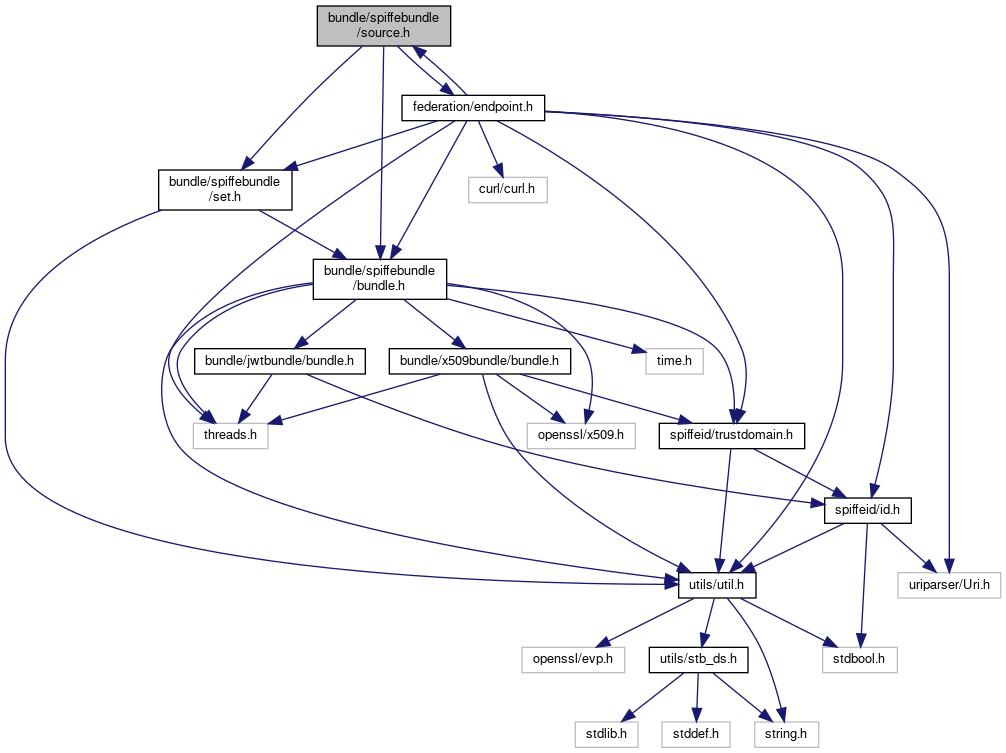 bundle/spiffebundle
/source.h
federation/endpoint.h
bundle/spiffebundle
/set.h
curl/curl.h
bundle/spiffebundle
/bundle.h
bundle/jwtbundle/bundle.h
bundle/x509bundle/bundle.h
time.h
threads.h
openssl/x509.h
spiffeid/trustdomain.h
spiffeid/id.h
utils/util.h
uriparser/Uri.h
openssl/evp.h
utils/stb_ds.h
stdbool.h
stdlib.h
stddef.h
string.h